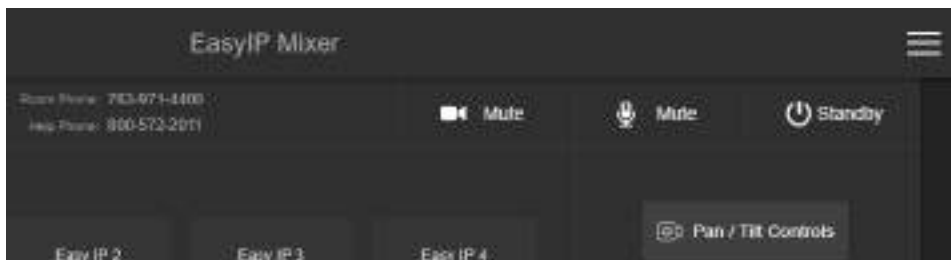 EasyIP Mixer
Room Phone: 763-971-4400
Help Phone: 800-572-2011
Mute
Mute
Standby
Pan / Tilt Controls
Easy IP 2
Easy IP 3
Easy IP 4